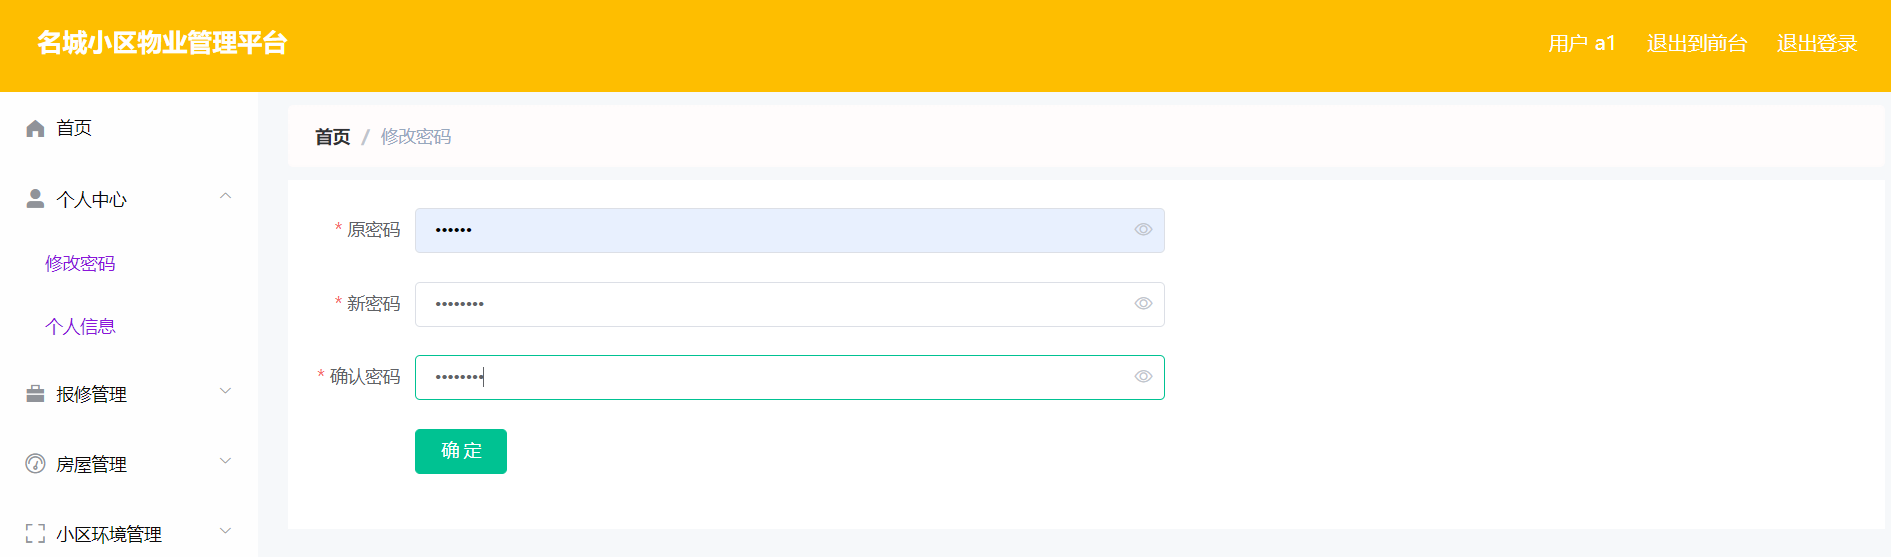 名城小区物业管理平台
用户 a1 退出到前台 退出登录
首页
个人中心
修改密码
个人信息
报修管理
房屋管理
小区环境管理
首页 / 修改密码
* 原密码 ••••••
* 新密码 ••••••••
* 确认密码 ••••••••
确定